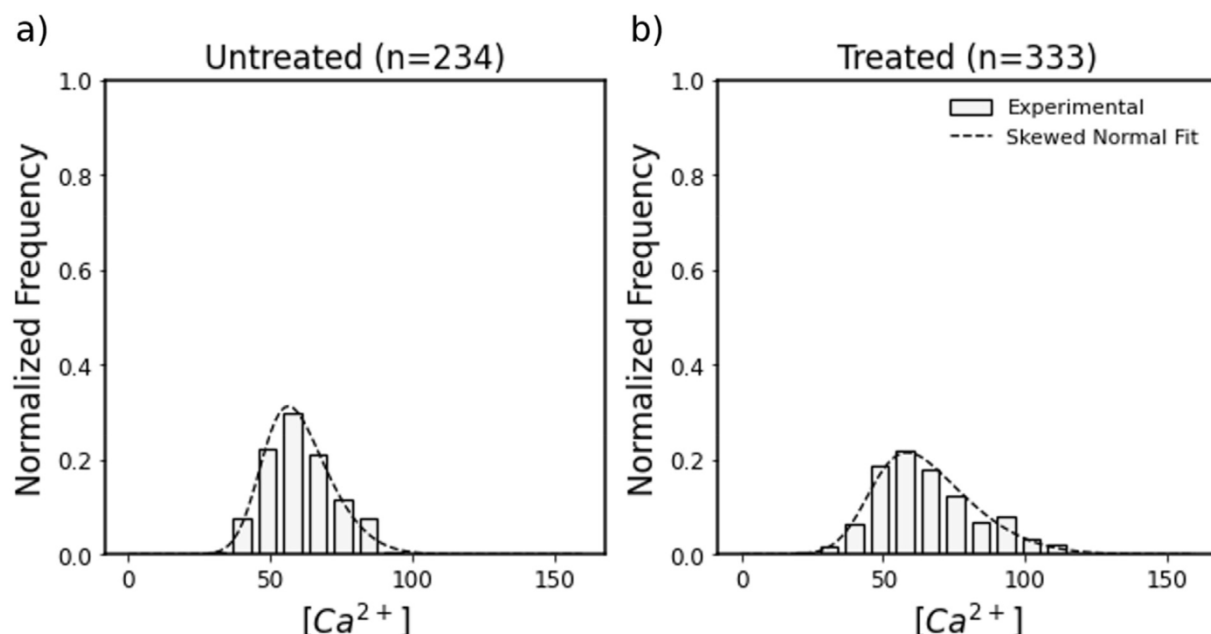 a)
Untreated (n=234)
Normalized Frequency
1.0
0.8
0.6
0.4
0.2
0.0
0
50
100
150
[Ca²⁺]
b)
Treated (n=333)
Experimental
Skewed Normal Fit
Normalized Frequency
1.0
0.8
0.6
0.4
0.2
0.0
0
50
100
150
[Ca²⁺]